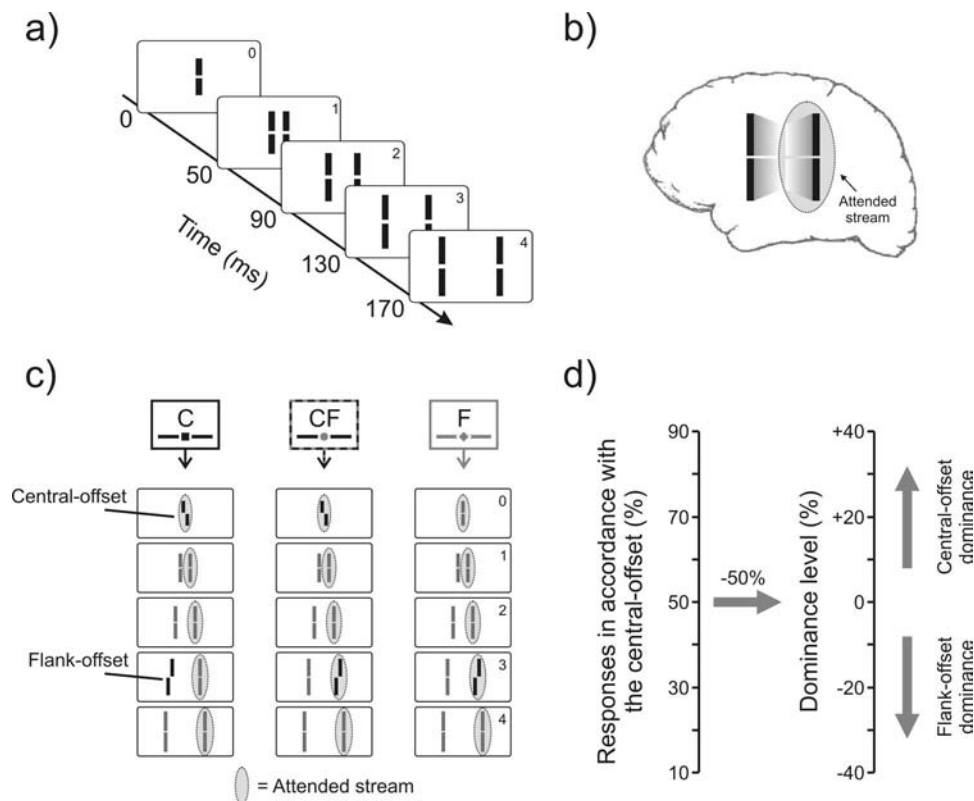 a)
0
1
2
3
4
0
50
90
130
170
Time (ms)
b)
Attended
stream
c)
C
CF
F
Central-offset
Flank-offset
0
1
2
3
4
= Attended stream
d)
Responses in accordance with
the central-offset (%)
90
70
50
30
10
-50%
Dominance level (%)
+40
+20
0
-20
-40
Central-offset
dominance
Flank-offset
dominance